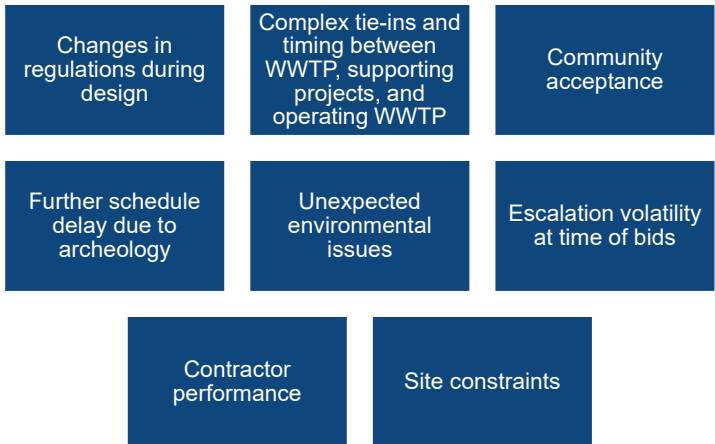 Changes in
regulations during
design
Complex tie-ins and
timing between
WWTP, supporting
projects, and
operating WWTP
Community
acceptance
Further schedule
delay due to
archeology
Unexpected
environmental
issues
Escalation volatility
at time of bids
Contractor
performance
Site constraints